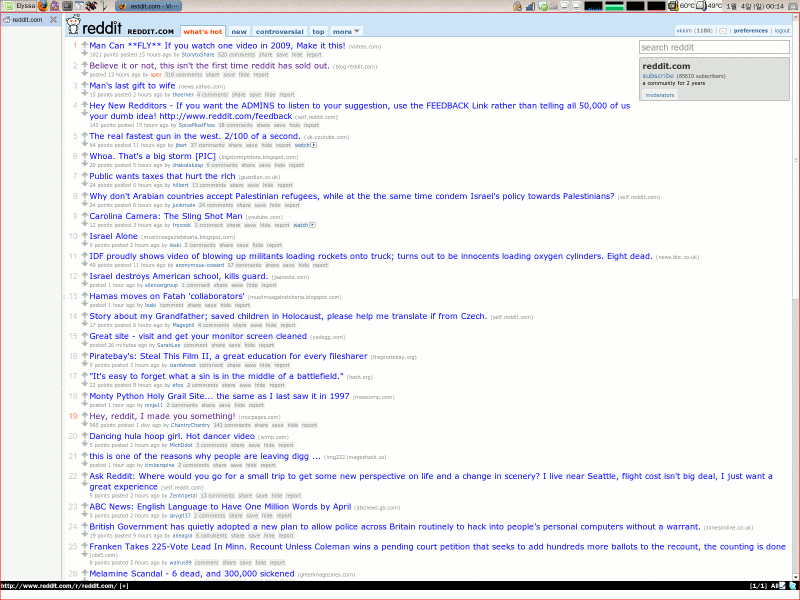 Elyssa
reddit.com - Vi···
60°C
49°C
1월 4일 (일) 00:14
reddit.com
reddit REDDIT.COM what's hot new controversial top more
vkkim (1180) preferences logout
search reddit
reddit.com
subscribe (85610 subscribers)
a community for 2 years
moderators
1 Man Can **FLY** If you watch one video in 2009, Make it this! (vimeo.com)
1021 points posted 15 hours ago by StorytoShare 520 comments share save hide report
2 Believe it or not, this isn't the first time reddit has sold out. (blog.reddit.com)
posted 13 hours ago by spez 316 comments share save hide report
3 Man's last gift to wife (news.yahoo.com)
15 points posted 2 hours ago by thoemer 4 comments share save hide report
4 Hey New Redditors - If you want the ADMINS to listen to your suggestion, use the FEEDBACK Link rather than telling all 50,000 of us
your dumb idea! http://www.reddit.com/feedback (self.reddit.com)
143 points posted 15 hours ago by SpiceMustFlow 28 comments share save hide report
5 The real fastest gun in the west. 2/100 of a second. (uk.youtube.com)
64 points posted 11 hours ago by jbert 37 comments share save hide report watch
6 Whoa. That's a big storm [PIC] (bigstormpicture.blogspot.com)
20 points posted 5 hours ago by chakalakasp 6 comments share save hide report
7 Public wants taxes that hurt the rich (guardian.co.uk)
24 points posted 6 hours ago by hilbert 13 comments share save hide report
8 Why don't Arabian countries accept Palestinian refugees, while at the the same time condem Israel's policy towards Palestinians? (self.reddit.com)
24 points posted 6 hours ago by junkmale 24 comments share save hide report
9 Carolina Camera: The Sling Shot Man (youtube.com)
12 points posted 3 hours ago by frycook 1 comment share save hide report watch
10 Israel Alone (muslimsagainstsharia.blogspot.com)
9 points posted 2 hours ago by leski 2 comments share save hide report
11 IDF proudly shows video of blowing up militants loading rockets onto truck; turns out to be innocents loading oxygen cylinders. Eight dead. (news.bbc.co.uk)
49 points posted 11 hours ago by anonymous-coward 17 comments share save hide report
12 Israel destroys American school, kills guard.
posted 1 hour ago by silencergroup 1 comment share save hide report
13 Hamas moves on Fatah 'collaborators' (muslimsagainstsharia.blogspot.com)
posted 1 hour ago by leski comment share save hide report
14 Story about my Grandfather; saved children in Holocaust, please help me translate if from Czech. (self.reddit.com)
17 points posted 6 hours ago by Magephil 4 comments share save hide report
15 Great site - visit and get your monitor screen cleaned (yadogg.com)
posted 26 minutes ago by SarahLee comment share save hide report
16 Piratebay's: Steal This Film II, a great education for every filesharer (thepiratebay.org)
posted 3 hours ago by izardstreet comment share save hide report
17 "It's easy to forget what a sin is in the middle of a battlefield." (bash.org)
22 points posted 8 hours ago by efox 2 comments share save hide report
18 Monty Python Holy Grail Site... the same as I last saw it in 1997 (mwscomp.com)
posted 1 hour ago by ninja11 2 comments share save hide report
19 Hey, reddit, I made you something! (mocpages.com)
965 points posted 1 day ago by ChantryChantry 141 comments share save hide report
20 Dancing hula hoop girl. Hot dancer video (wimp.com)
5 points posted 2 hours ago by MichDdot 3 comments share save hide report
21 this is one of the reasons why people are leaving digg ... (img222.imageshack.us)
posted 1 hour ago by timberspine 2 comments share save hide report
22 Ask Reddit: Where would you go for a small trip to get some new perspective on life and a change in scenery? I live near Seattle, flight cost isn't big deal, I just want a
great experience (self.reddit.com)
5 points posted 2 hours ago by Zentripetal 13 comments share save hide report
23 ABC News: English Language to Have One Million Words by April (abcnews.go.com)
5 points posted 2 hours ago by skygirl37 2 comments share save hide report
24 British Government has quietly adopted a new plan to allow police across Britain routinely to hack into people's personal computers without a warrant. (timesonline.co.uk)
19 points posted 9 hours ago by alleagra 6 comments share save hide report
25 Franken Takes 225-Vote Lead In Minn. Recount Unless Coleman wins a pending court petition that seeks to add hundreds more ballots to the recount, the counting is done
(cbs5.com)
8 points posted 5 hours ago by walrus99 comment share save hide report
26 Melamine Scandal - 6 dead, and 300,000 sickened (greenmagazines.com)
http://www.reddit.com/r/reddit.com/ [+]
[1/1] All